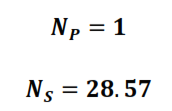 N_P = 1
N_S = 28.57